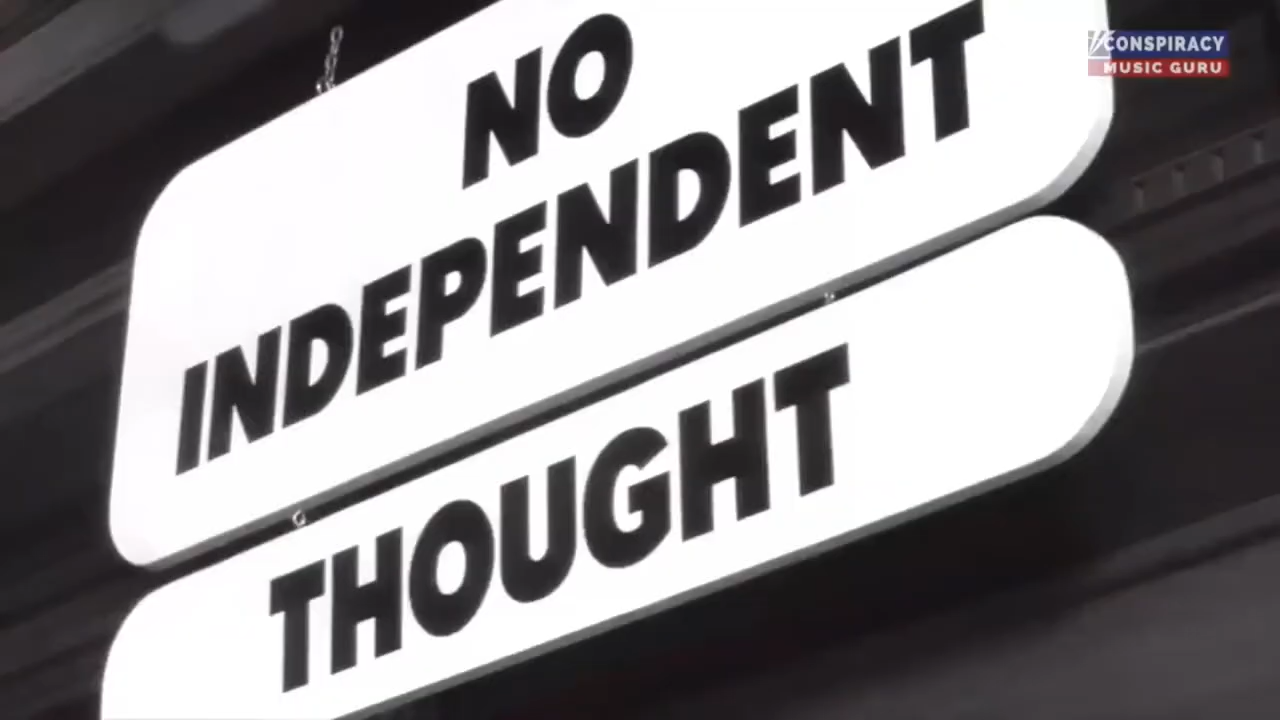 NO
INDEPENDENT
THOUGHT
CONSPIRACY
MUSIC GURU